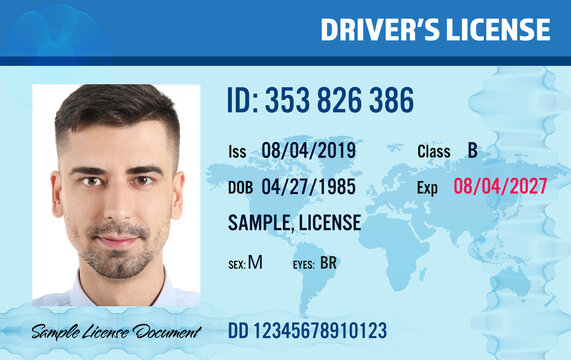 DRIVER'S LICENSE
ID: 353 826 386
Iss 08/04/2019 Class B
DOB 04/27/1985 Exp 08/04/2027
SAMPLE, LICENSE
SEX: M EYES: BR
Sample License Document DD 12345678910123